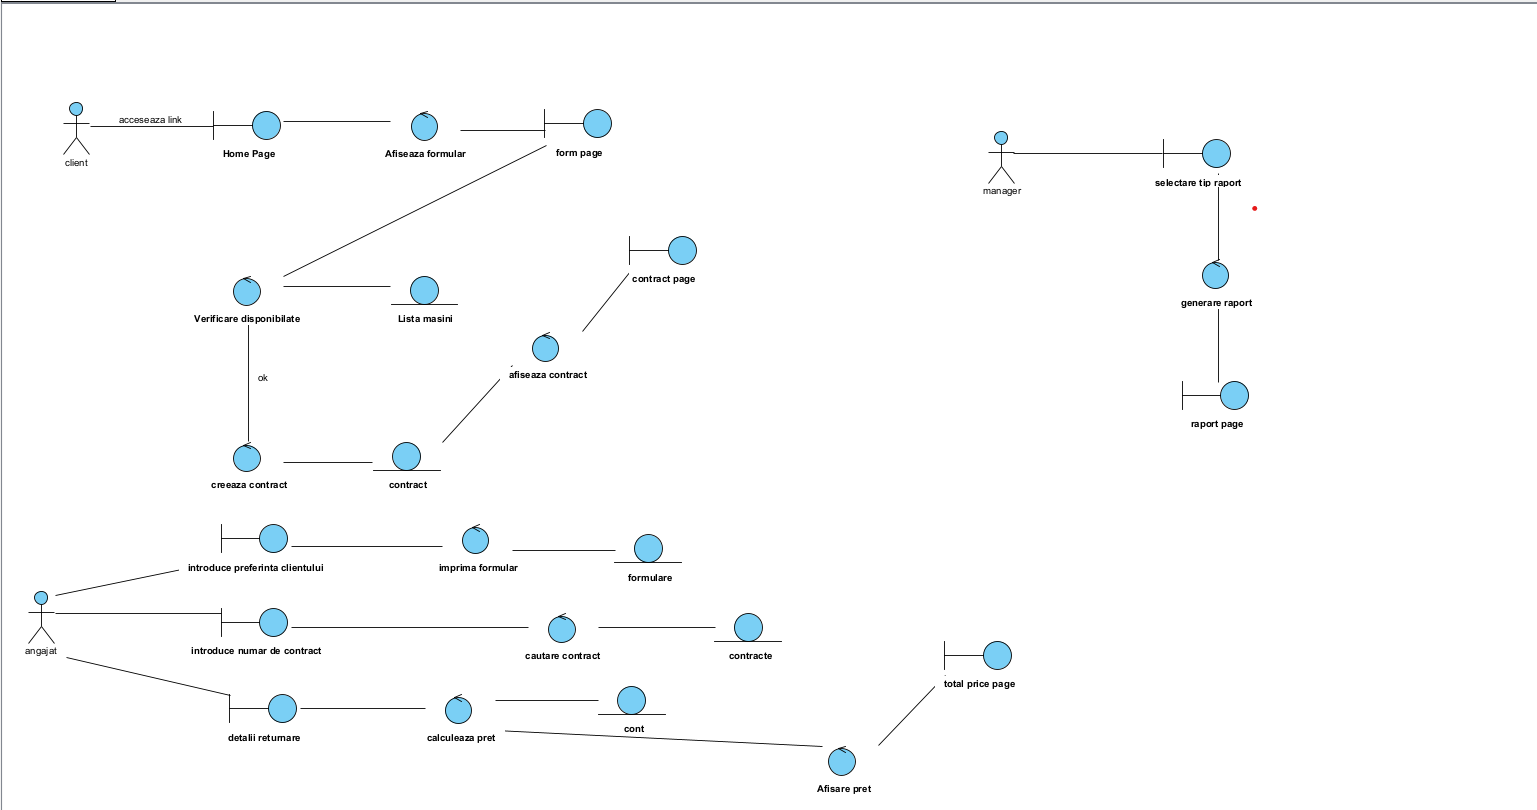 acceseaza link
client
Home Page
Afiseaza formular
form page
manager
selectare tip raport
contract page
generare raport
Verificare disponibilate
Lista masini
afiseaza contract
ok
raport page
creeaza contract
contract
introduce preferinta clientului
imprima formular
formulare
angajat
introduce numar de contract
cautare contract
contracte
total price page
detalii returnare
calculeaza pret
cont
Afisare pret